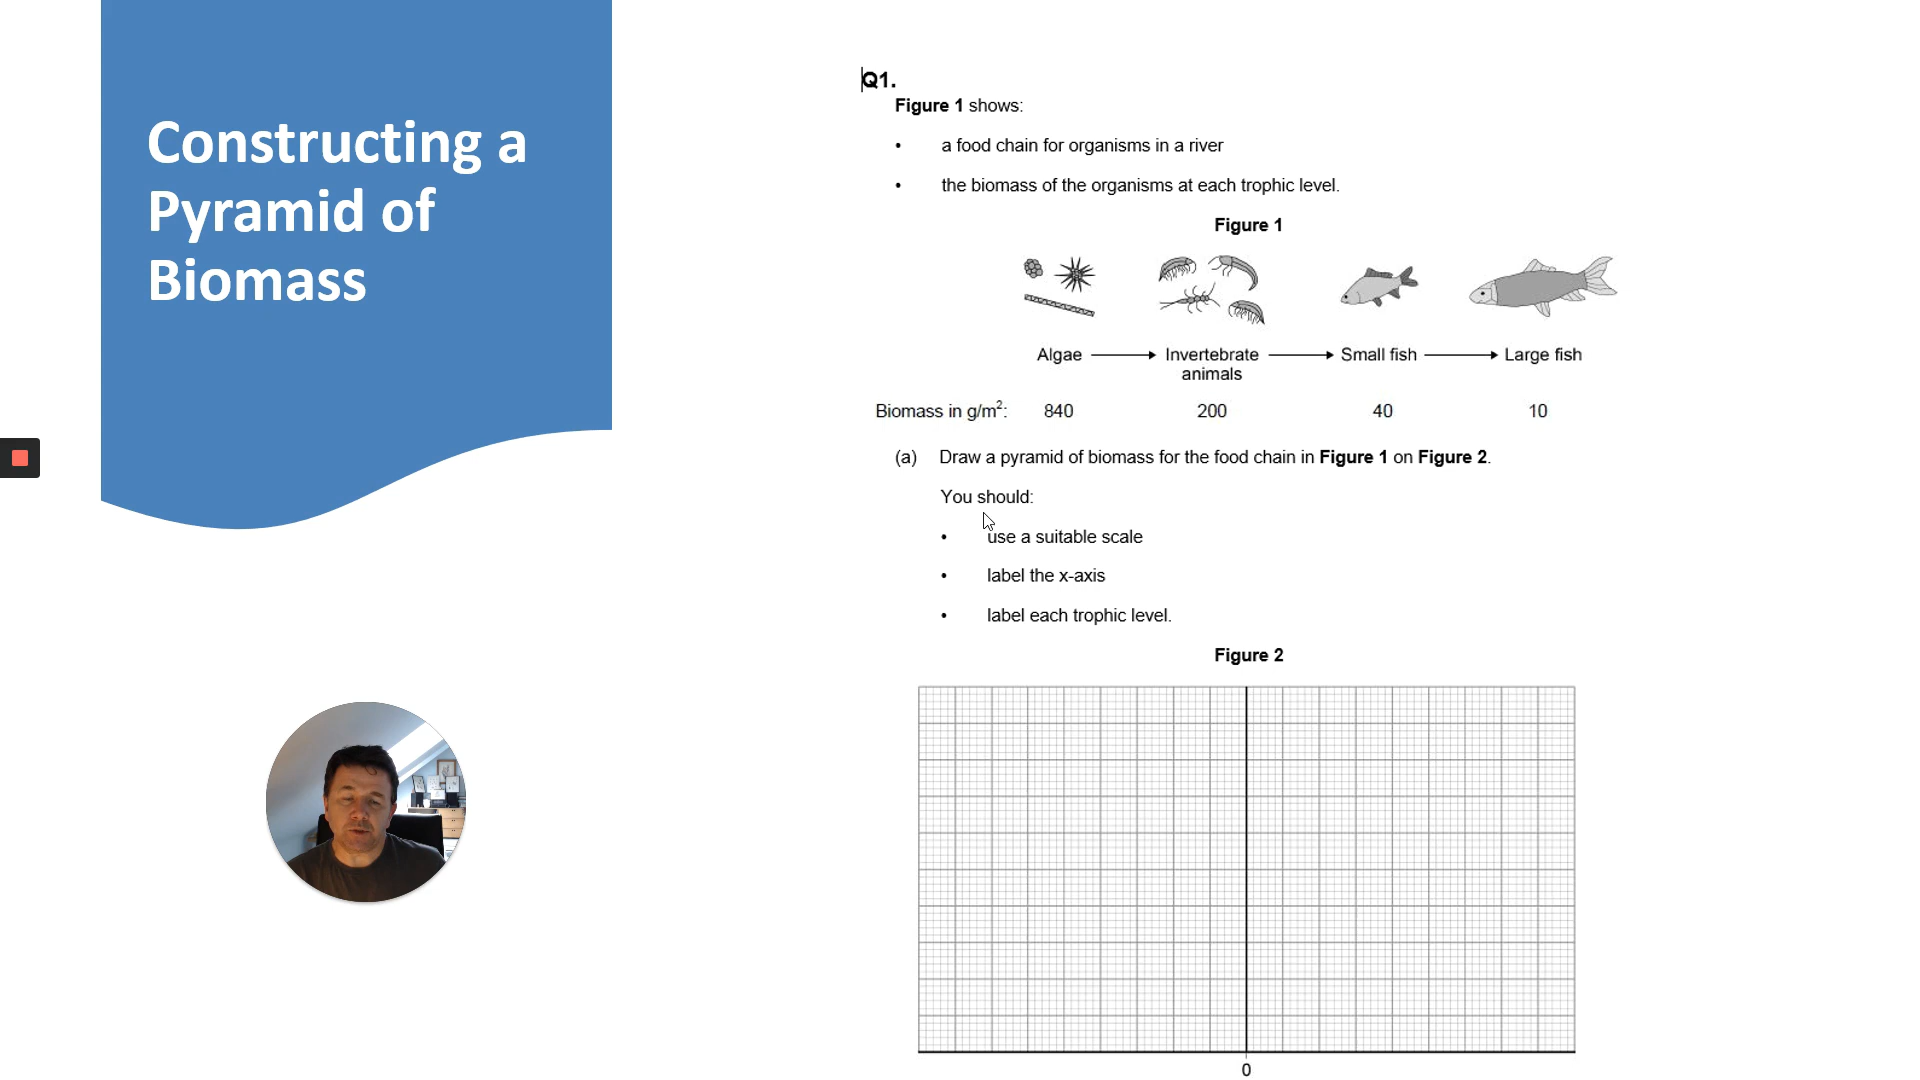 Constructing a
Pyramid of
Biomass
Q1.
Figure 1 shows:
• a food chain for organisms in a river
• the biomass of the organisms at each trophic level.
Figure 1
Algae Invertebrate animals Small fish Large fish
Biomass in g/m²: 840 200 40 10
(a) Draw a pyramid of biomass for the food chain in Figure 1 on Figure 2.
You should:
• use a suitable scale
• label the x-axis
• label each trophic level.
Figure 2
0